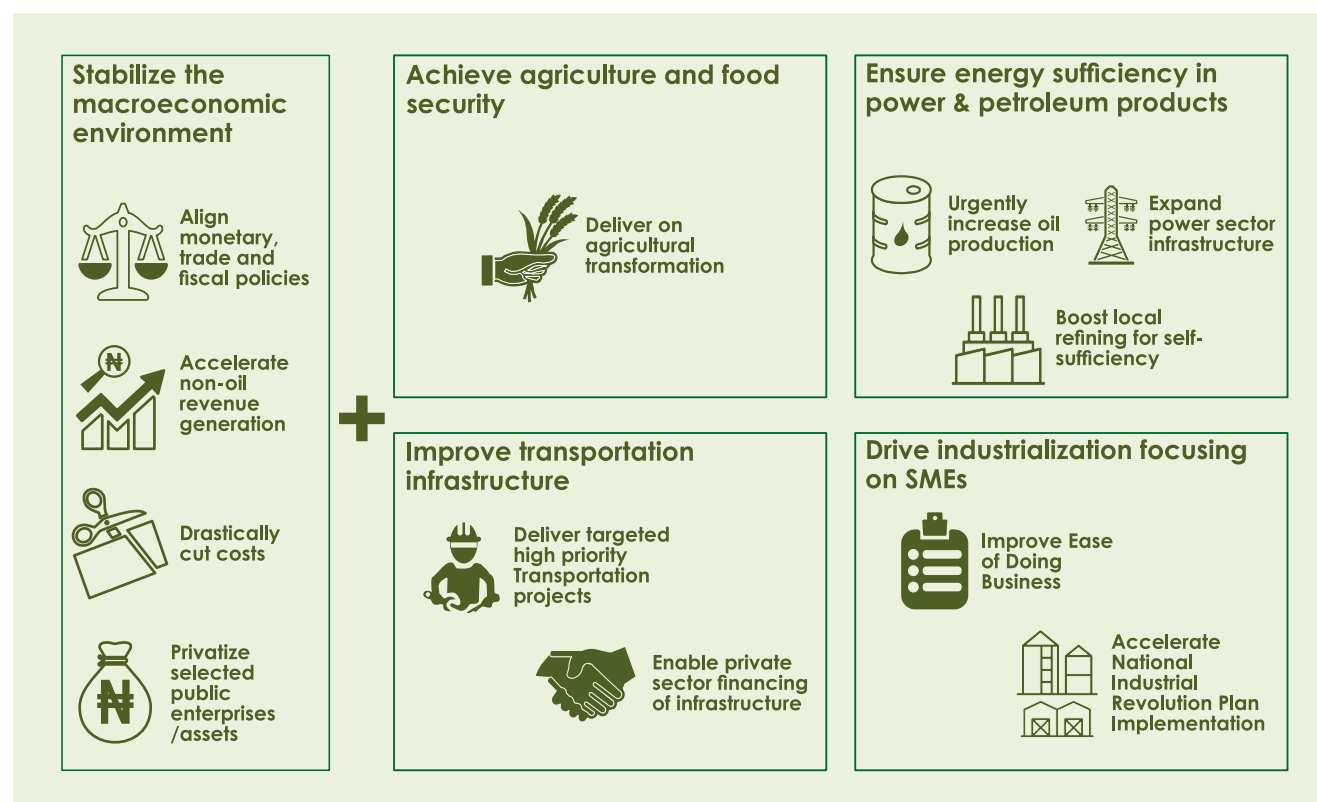 Stabilize the
macroeconomic
environment
Align
monetary,
trade and
fiscal policies
₦
Accelerate
non-oil
revenue
generation
Drastically
cut costs
₦
Privatize
selected
public
enterprises
/assets
+
Achieve agriculture and food
security
Deliver on
agricultural
transformation
Ensure energy sufficiency in
power & petroleum products
Urgently
increase oil
production
Expand
power sector
infrastructure
Boost local
refining for self-
sufficiency
Improve transportation
infrastructure
Deliver targeted
high priority
Transportation
projects
Enable private
sector financing
of infrastructure
Drive industrialization focusing
on SMEs
Improve Ease
of Doing
Business
Accelerate
National
Industrial
Revolution Plan
Implementation